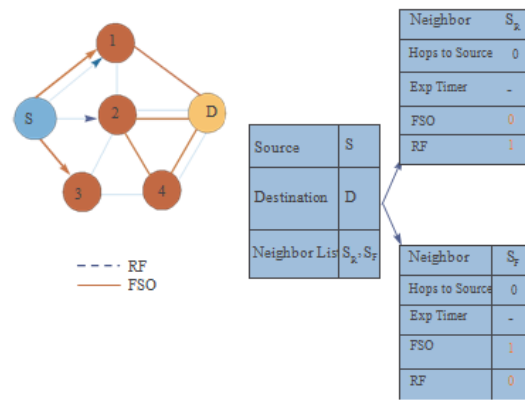 1
S
2
D
3
4
RF
FSO
Source S
Destination D
Neighbor Lis S_R, S_F
Neighbor S_R
Hops to Source 0
Exp Timer -
FSO 0
RF 1
Neighbor S_F
Hops to Source 0
Exp Timer -
FSO 1
RF 0